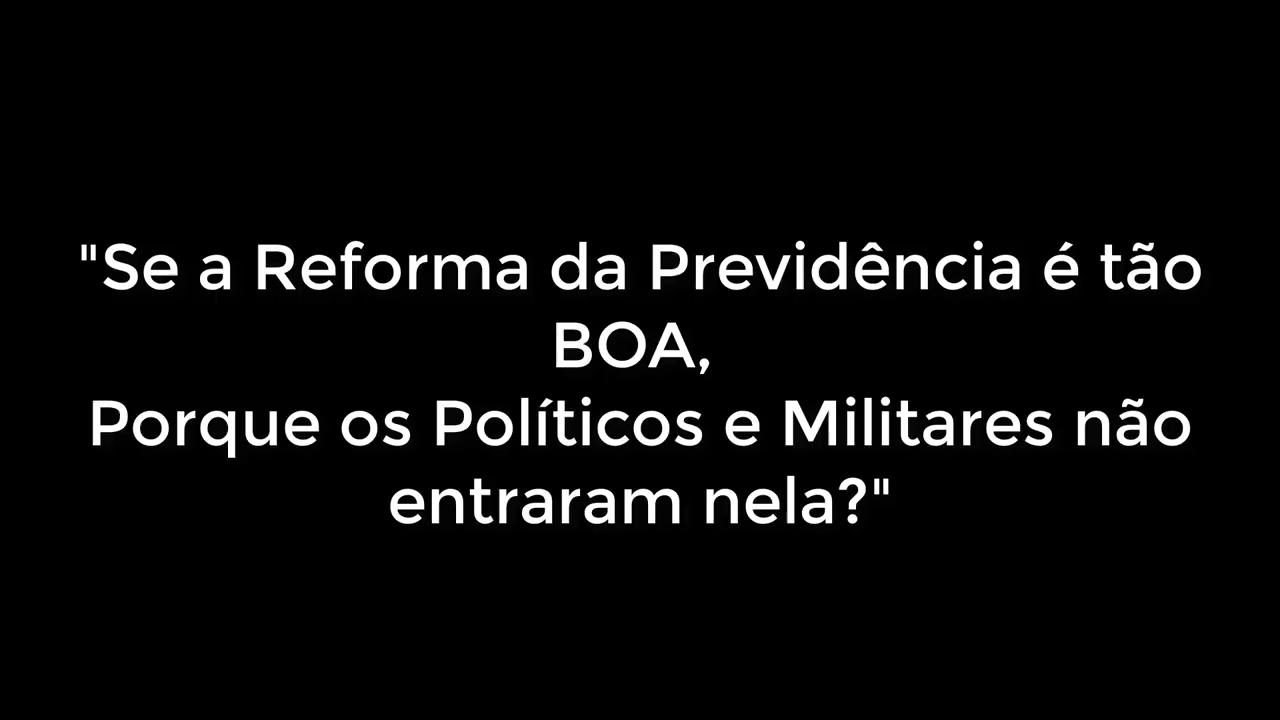 "Se a Reforma da Previdência é tão
BOA,
Porque os Políticos e Militares não
entraram nela?"